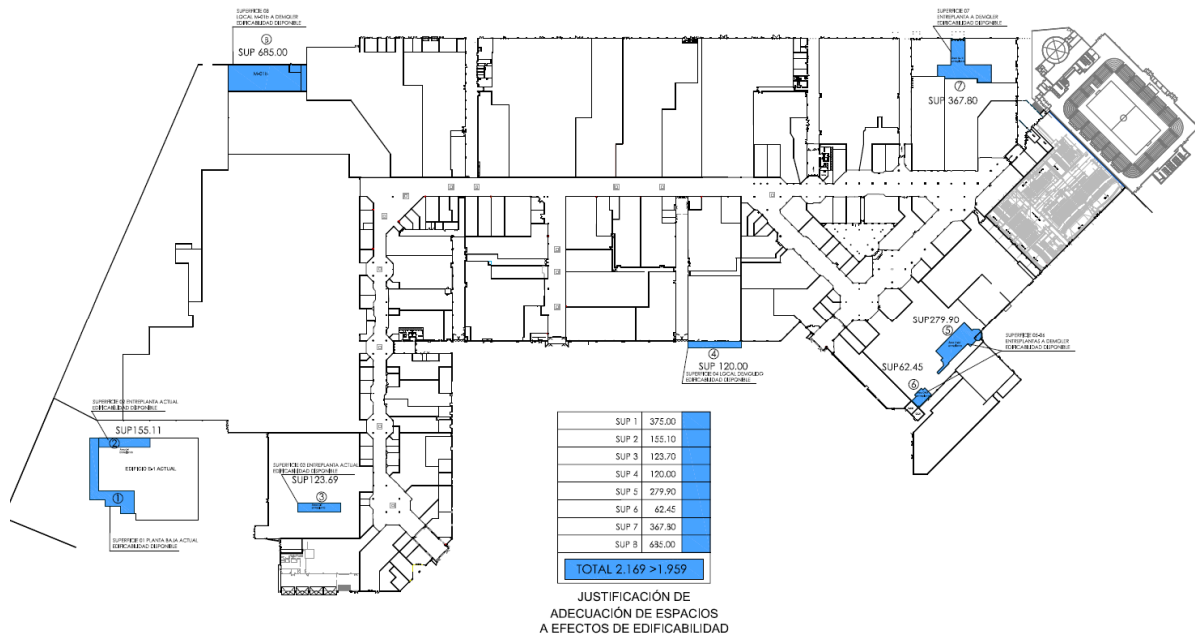 SUPERFICIE 08
LOCAL M-016 A DEMOLER
EDIFICABILIDAD DISPONIBLE
8
SUP 685.00
M-016
SUPERFICIE 07
ENTREPLANTA A DEMOLER
EDIFICABILIDAD DISPONIBLE
7
SUP 367.80
SUP279.90
5
SUPERFICIE 05-06
ENTREPLANTAS A DEMOLER
EDIFICABILIDAD DISPONIBLE
SUP62.45
6
4
SUP 120.00
SUPERFICIE 04 LOCAL DEMOLIDO
EDIFICABILIDAD DISPONIBLE
SUPERFICIE 02 ENTREPLANTA ACTUAL
EDIFICABILIDAD DISPONIBLE
SUP155.11
2
EDIFICIO B-1 ACTUAL
1
SUPERFICIE 01 PLANTA BAJA ACTUAL
EDIFICABILIDAD DISPONIBLE
SUPERFICIE 03 ENTREPLANTA ACTUAL
EDIFICABILIDAD DISPONIBLE
SUP123.69
3
SUP 1 375.00
SUP 2 155.10
SUP 3 123.70
SUP 4 120.00
SUP 5 279.90
SUP 6 62.45
SUP 7 367.80
SUP 8 685.00
TOTAL 2.169 >1.959
JUSTIFICACIÓN DE
ADECUACIÓN DE ESPACIOS
A EFECTOS DE EDIFICABILIDAD